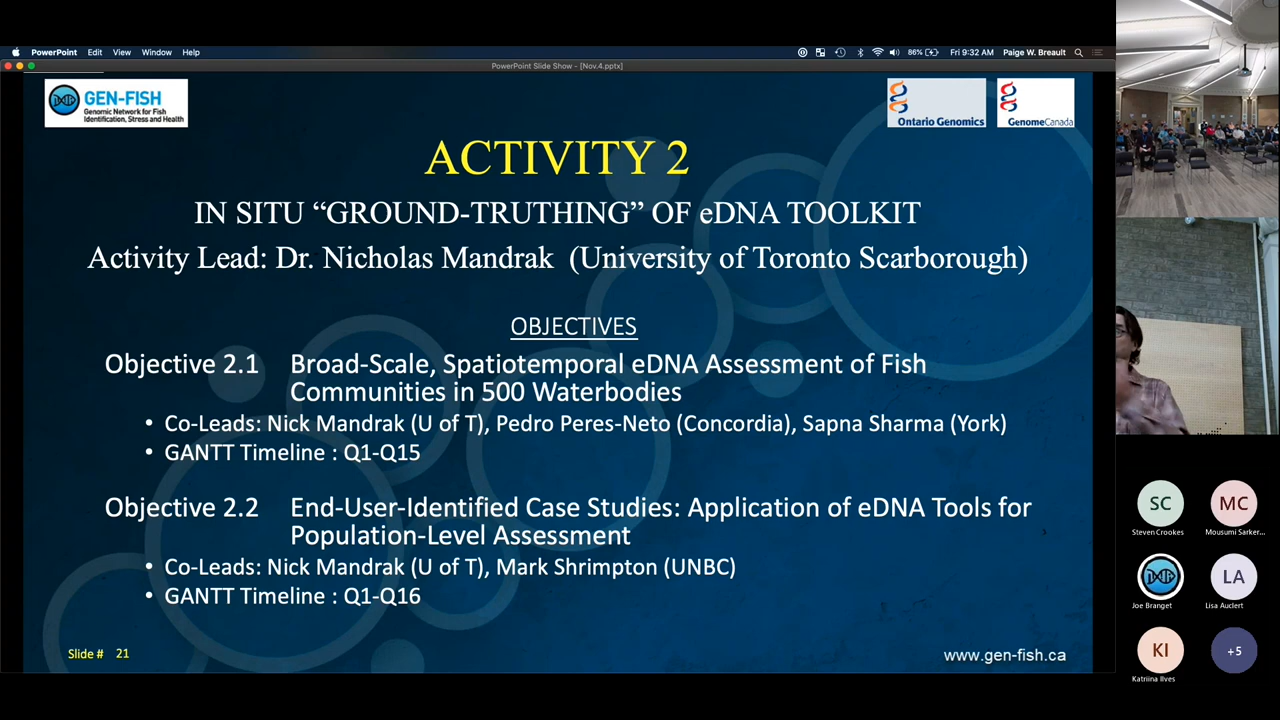 PowerPoint Edit View Window Help 86% Fri 9:32 AM Paige W. Breault
PowerPoint Slide Show - [Nov.4.pptx]
GEN-FISH
Genomic Network for Fish
Identification, Stress and Health
Ontario Genomics
GenomeCanada
ACTIVITY 2
IN SITU “GROUND-TRUTHING” OF eDNA TOOLKIT
Activity Lead: Dr. Nicholas Mandrak (University of Toronto Scarborough)
OBJECTIVES
Objective 2.1 Broad-Scale, Spatiotemporal eDNA Assessment of Fish
Communities in 500 Waterbodies
• Co-Leads: Nick Mandrak (U of T), Pedro Peres-Neto (Concordia), Sapna Sharma (York)
• GANTT Timeline : Q1-Q15
Objective 2.2 End-User-Identified Case Studies: Application of eDNA Tools for
Population-Level Assessment
• Co-Leads: Nick Mandrak (U of T), Mark Shrimpton (UNBC)
• GANTT Timeline : Q1-Q16
Slide # 21
www.gen-fish.ca
SC MC
Steven Crookes Mousumi Sarker...
LA
Joe Branget Lisa Auclert
KI +5
Katriina Ilves